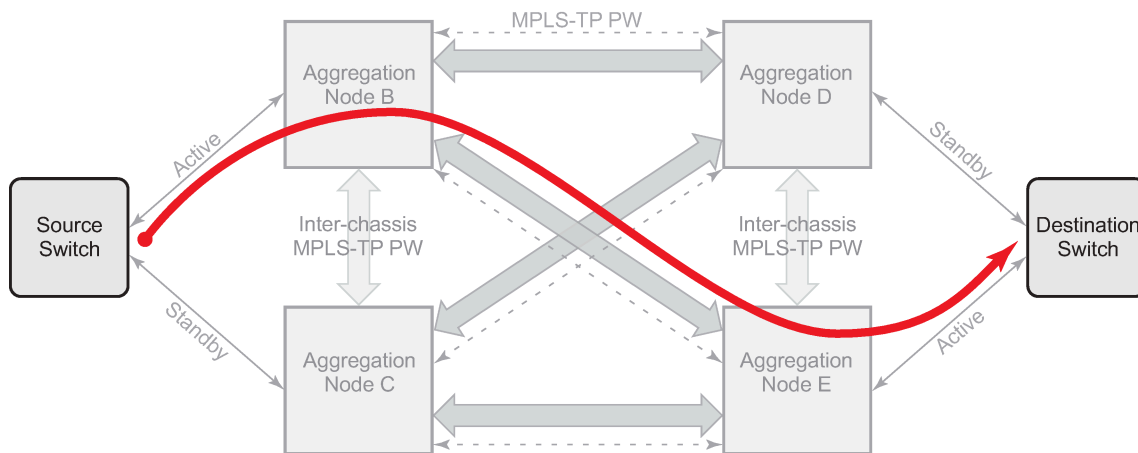 MPLS-TP PW
Aggregation
Node B
Aggregation
Node D
Active
Standby
Source
Switch
Inter-chassis
MPLS-TP PW
Inter-chassis
MPLS-TP PW
Destination
Switch
Standby
Active
Aggregation
Node C
Aggregation
Node E